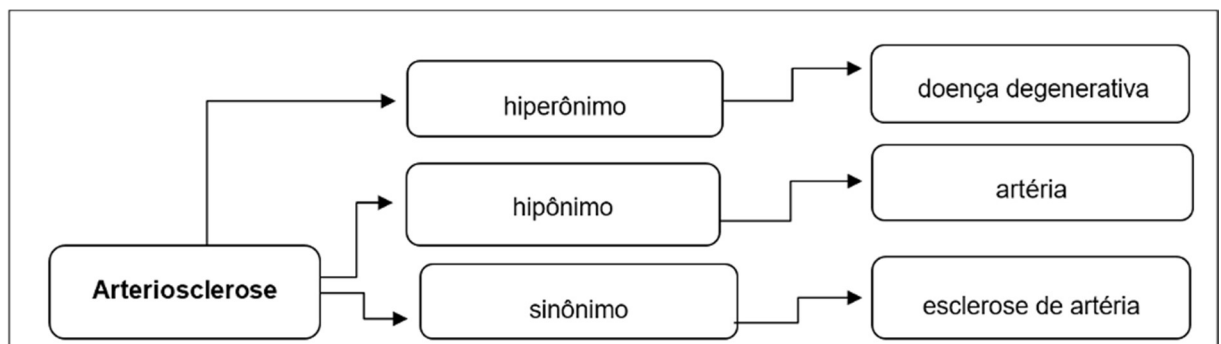 hiperônimo
doença degenerativa
hipônimo
artéria
Arteriosclerose
sinônimo
esclerose de artéria